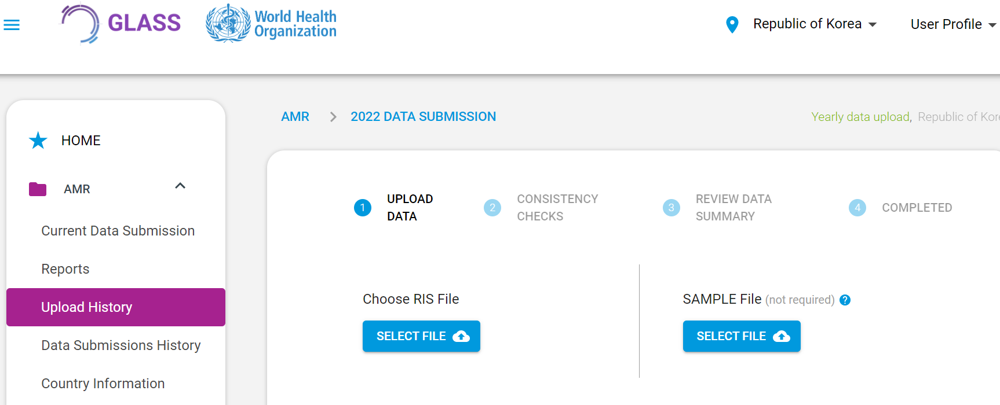 GLASS
World Health
Organization
Republic of Korea
User Profile
HOME
AMR
Current Data Submission
Reports
Upload History
Data Submissions History
Country Information
AMR > 2022 DATA SUBMISSION
Yearly data upload, Republic of Kore
1 UPLOAD
DATA
2 CONSISTENCY
CHECKS
3 REVIEW DATA
SUMMARY
4 COMPLETED
Choose RIS File
SELECT FILE
SAMPLE File (not required) ?
SELECT FILE